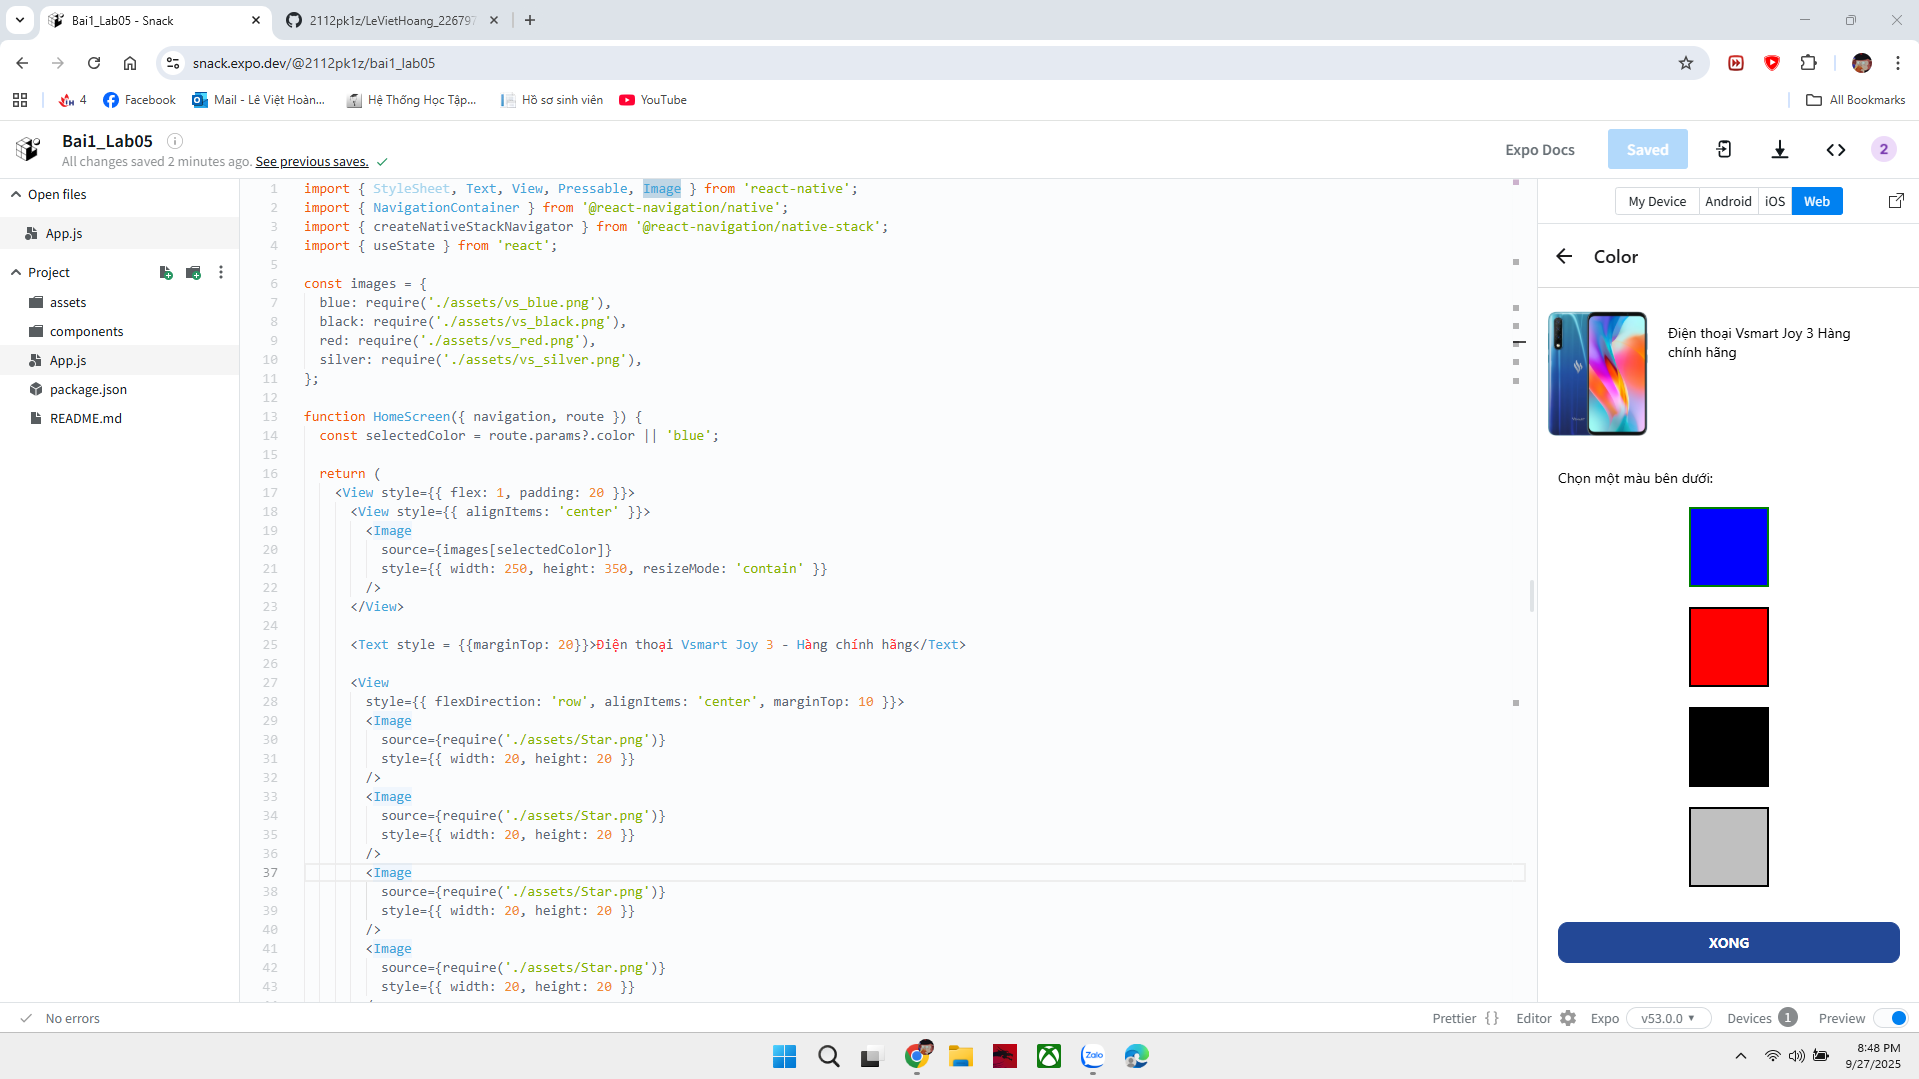 Bai1_Lab05 - Snack
2112pk1z/LeVietHoang_226797
snack.expo.dev/@2112pk1z/bai1_lab05
4
Facebook
Mail - Lê Việt Hoàn...
Hệ Thống Học Tập...
Hồ sơ sinh viên
YouTube
All Bookmarks
Bai1_Lab05
All changes saved 2 minutes ago. See previous saves.
Expo Docs
Saved
2
Open files
App.js
Project
assets
components
App.js
package.json
README.md
1 import { StyleSheet, Text, View, Pressable, Image } from 'react-native';
2 import { NavigationContainer } from '@react-navigation/native';
3 import { createNativeStackNavigator } from '@react-navigation/native-stack';
4 import { useState } from 'react';
5
6 const images = {
7 blue: require('./assets/vs_blue.png'),
8 black: require('./assets/vs_black.png'),
9 red: require('./assets/vs_red.png'),
10 silver: require('./assets/vs_silver.png'),
11 };
12
13 function HomeScreen({ navigation, route }) {
14 const selectedColor = route.params?.color || 'blue';
15
16 return (
17 <View style={{ flex: 1, padding: 20 }}>
18 <View style={{ alignItems: 'center' }}>
19 <Image
20 source={images[selectedColor]}
21 style={{ width: 250, height: 350, resizeMode: 'contain' }}
22 />
23 </View>
24
25 <Text style = {{marginTop: 20}}>Điện thoại Vsmart Joy 3 - Hàng chính hãng</Text>
26
27 <View
28 style={{ flexDirection: 'row', alignItems: 'center', marginTop: 10 }}>
29 <Image
30 source={require('./assets/Star.png')}
31 style={{ width: 20, height: 20 }}
32 />
33 <Image
34 source={require('./assets/Star.png')}
35 style={{ width: 20, height: 20 }}
36 />
37 <Image
38 source={require('./assets/Star.png')}
39 style={{ width: 20, height: 20 }}
40 />
41 <Image
42 source={require('./assets/Star.png')}
43 style={{ width: 20, height: 20 }}
My Device
Android
iOS
Web
Color
Điện thoại Vsmart Joy 3 Hàng
chính hãng
Chọn một màu bên dưới:
XONG
No errors
Prettier {}
Editor
Expo
v53.0.0
Devices 1
Preview
Zalo
8:48 PM
9/27/2025